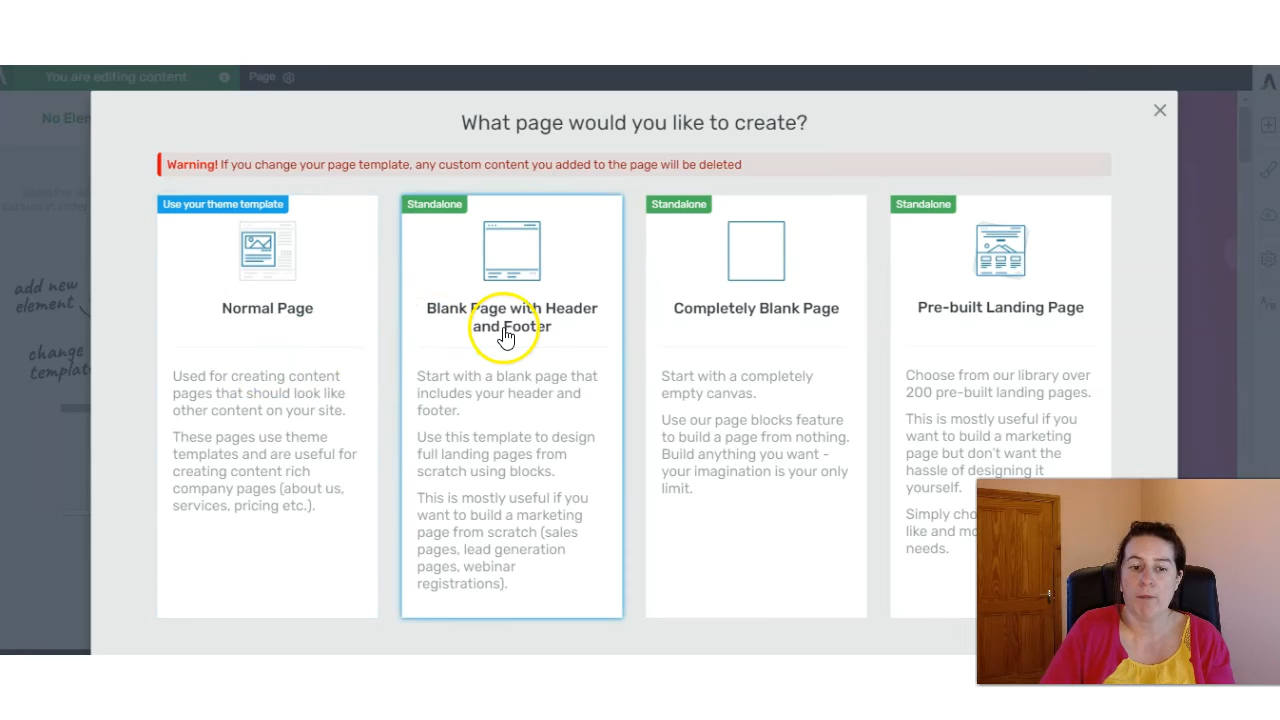 You are editing content
Page
No Elem
What page would you like to create?
Warning! If you change your page template, any custom content you added to the page will be deleted
Use your theme template
Normal Page
Used for creating content
pages that should look like
other content on your site.
These pages use theme
templates and are useful for
creating content rich
company pages (about us,
services, pricing etc.).
Standalone
Blank Page with Header
and Footer
Start with a blank page that
includes your header and
footer.
Use this template to design
full landing pages from
scratch using blocks.
This is mostly useful if you
want to build a marketing
page from scratch (sales
pages, lead generation
pages, webinar
registrations).
Standalone
Completely Blank Page
Start with a completely
empty canvas.
Use our page blocks feature
to build a page from nothing.
Build anything you want -
your imagination is your only
limit.
Standalone
Pre-built Landing Page
Choose from our library over
200 pre-built landing pages.
This is mostly useful if you
want to build a marketing
page but don't want the
hassle of designing it
yourself.
Simply cho
like and mo
needs.
add new
element
change
templat